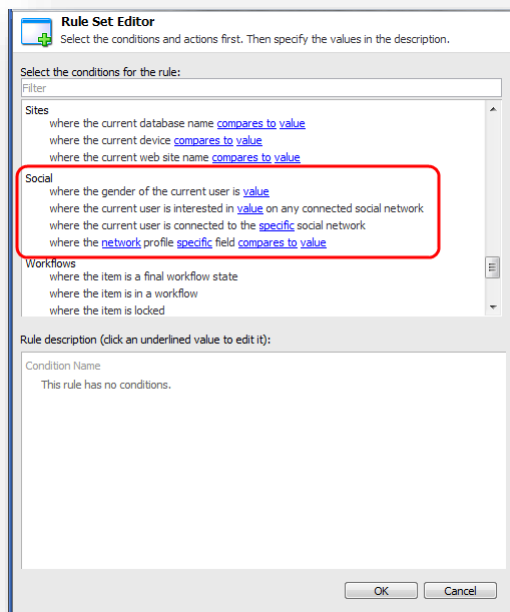 Rule Set Editor
Select the conditions and actions first. Then specify the values in the description.
Select the conditions for the rule:
Filter
Sites
where the current database name compares to value
where the current device compares to value
where the current web site name compares to value
Social
where the gender of the current user is value
where the current user is interested in value on any connected social network
where the current user is connected to the specific social network
where the network profile specific field compares to value
Workflows
where the item is a final workflow state
where the item is in a workflow
where the item is locked
Rule description (click an underlined value to edit it):
Condition Name
This rule has no conditions.
OK Cancel